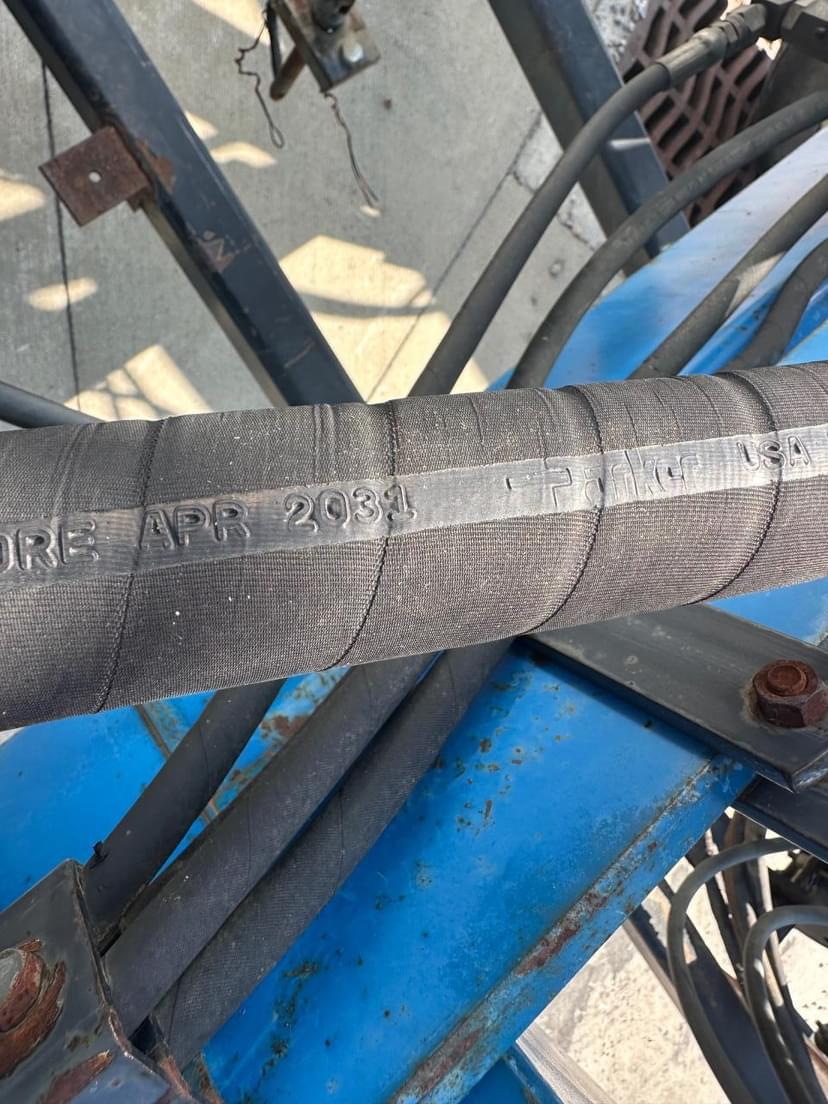 ORE APR 2031 - Parker USA